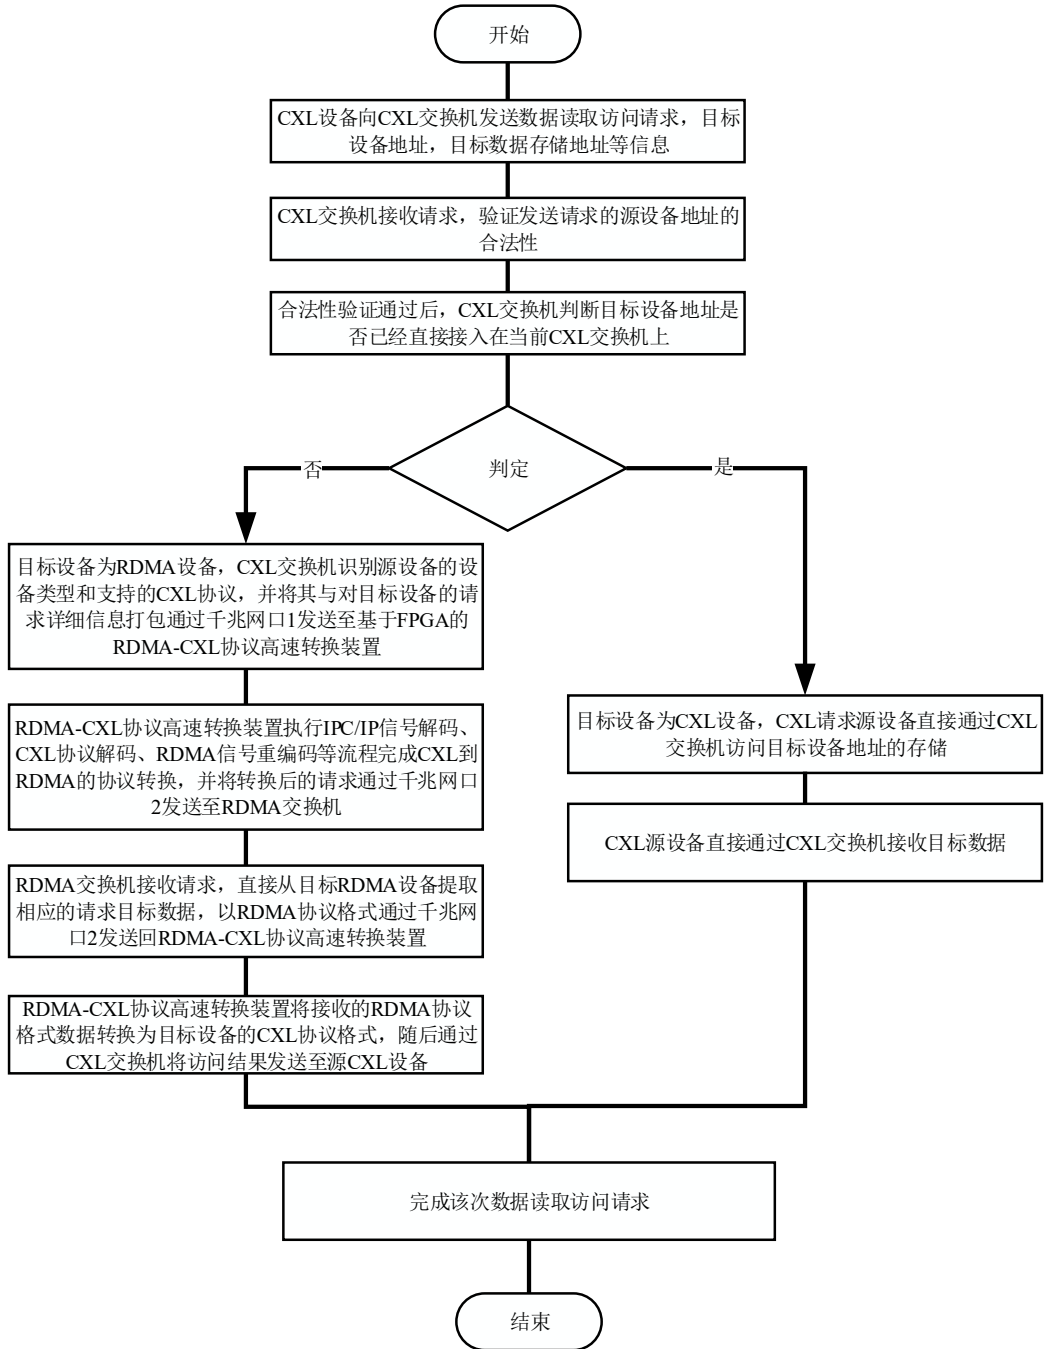 开始
CXL设备向CXL交换机发送数据读取访问请求，目标
设备地址，目标数据存储地址等信息
CXL交换机接收请求，验证发送请求的源设备地址的
合法性
合法性验证通过后，CXL交换机判断目标设备地址是
否已经直接接入在当前CXL交换机上
判定
否
是
目标设备为RDMA设备，CXL交换机识别源设备的设
备类型和支持的CXL协议，并将其与对目标设备的请
求详细信息打包通过千兆网口1发送至基于FPGA的
RDMA-CXL协议高速转换装置
RDMA-CXL协议高速转换装置执行IPC/IP信号解码、
CXL协议解码、RDMA信号重编码等流程完成CXL到
RDMA的协议转换，并将转换后的请求通过千兆网口
2发送至RDMA交换机
RDMA交换机接收请求，直接从目标RDMA设备提取
相应的请求目标数据，以RDMA协议格式通过千兆网
口2发送回RDMA-CXL协议高速转换装置
RDMA-CXL协议高速转换装置将接收的RDMA协议
格式数据转换为目标设备的CXL协议格式，随后通过
CXL交换机将访问结果发送至源CXL设备
目标设备为CXL设备，CXL请求源设备直接通过CXL
交换机访问目标设备地址的存储
CXL源设备直接通过CXL交换机接收目标数据
完成该次数据读取访问请求
结束